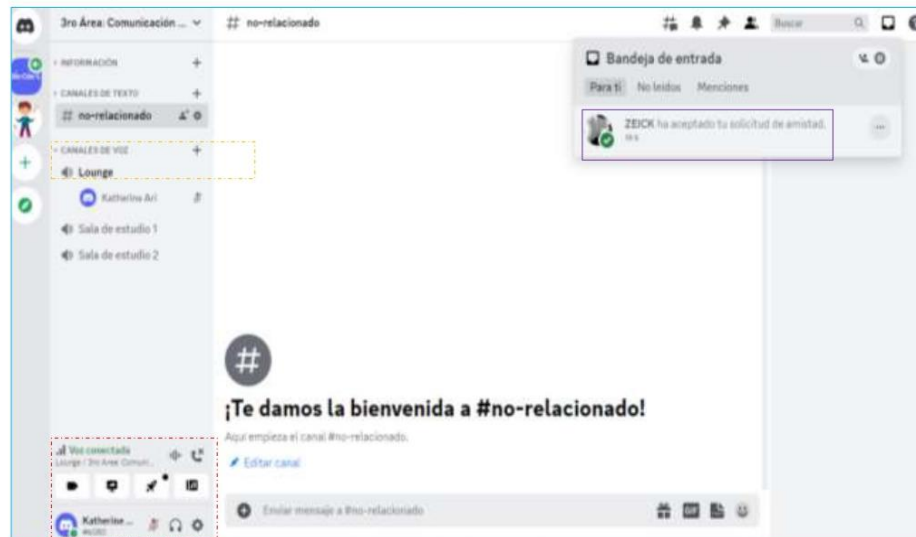 3ro Área: Comunicación ...
INFORMACIÓN
CANALES DE TEXTO
# no-relacionado
CANALES DE VOZ
Lounge
Katherine Ari
Sala de estudio 1
Sala de estudio 2
Voz conectada
Lounge / 3ro Área: Comuni...
Katherine ...
# no-relacionado
Buscar
Bandeja de entrada
Para ti No leídos Menciones
ZEICK ha aceptado tu solicitud de amistad.
#
¡Te damos la bienvenida a #no-relacionado!
Aquí empieza el canal #no-relacionado.
Editar canal
Enviar mensaje a #no-relacionado
GIF